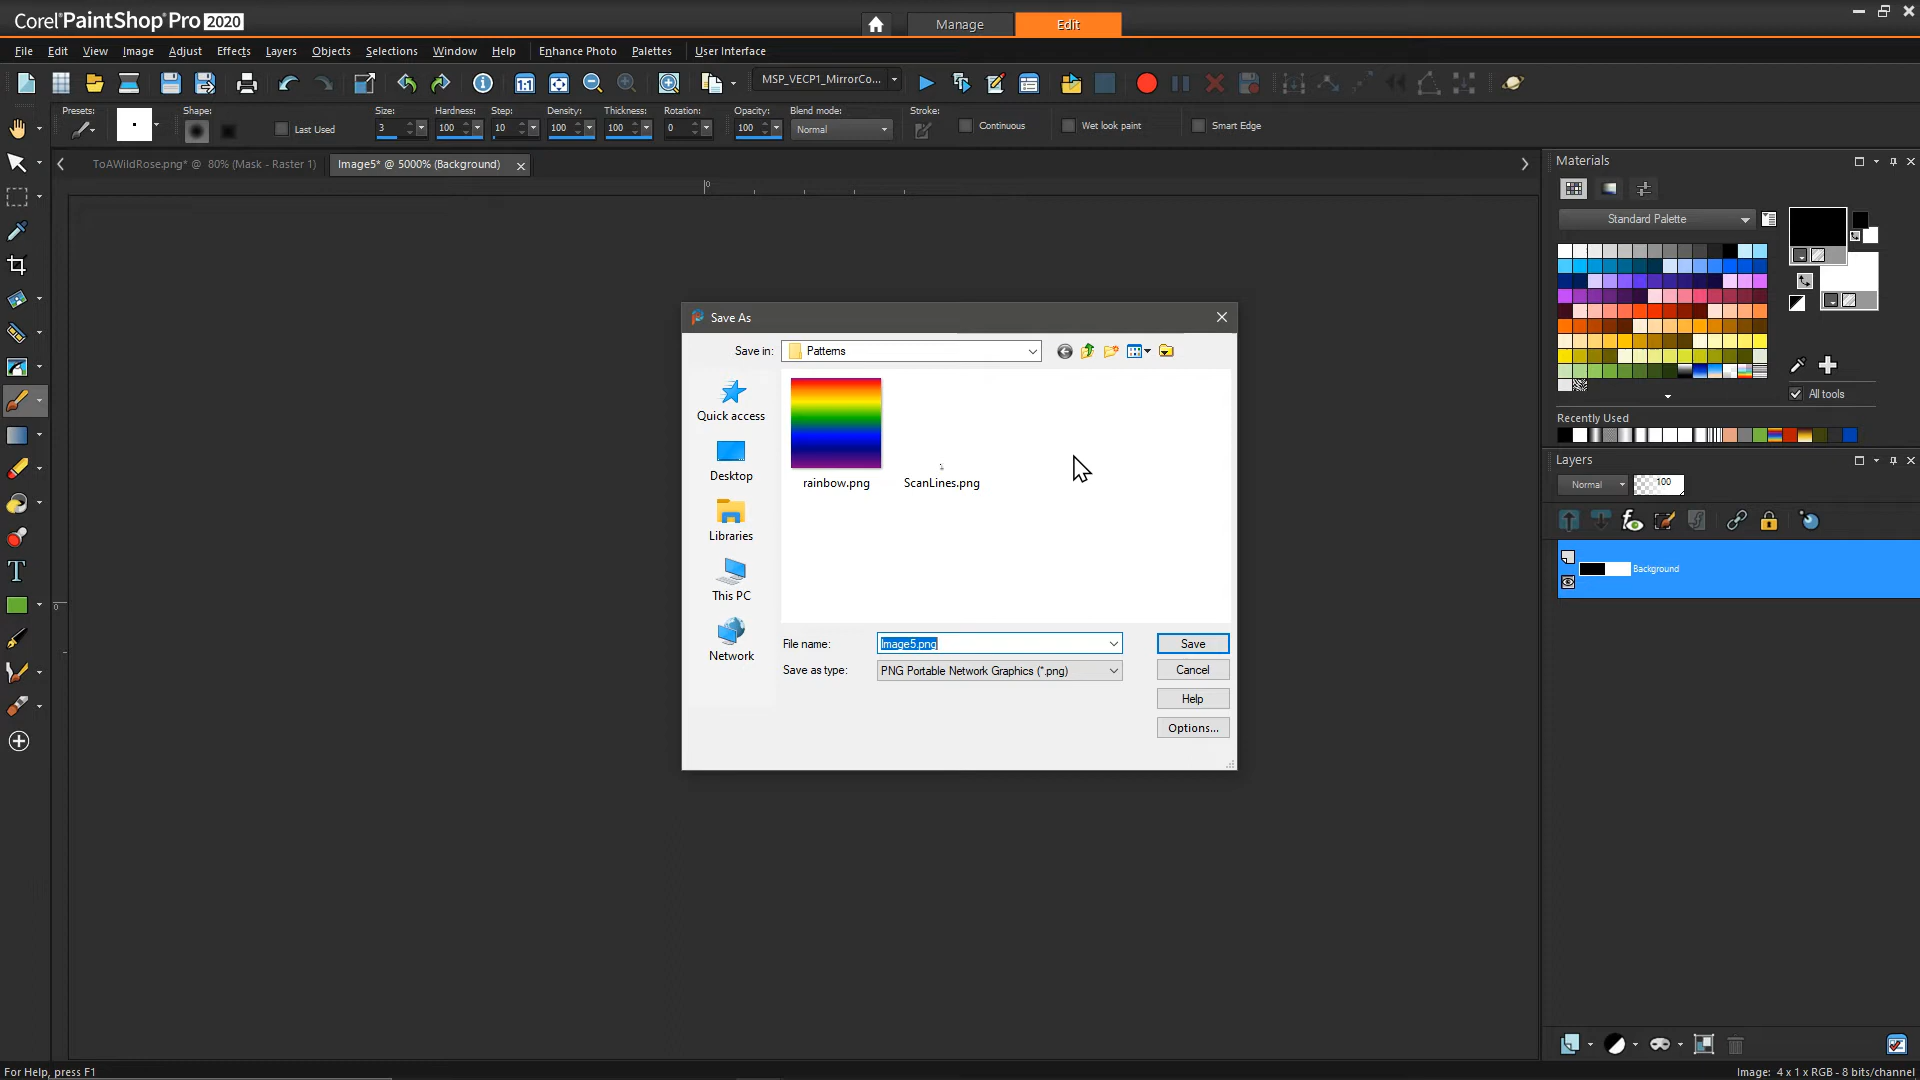 Corel PaintShop Pro 2020
Manage
Edit
File Edit View Image Adjust Effects Layers Objects Selections Window Help Enhance Photo Palettes User Interface
MSP_VECP1_MirrorCo...
Presets: Shape: Last Used Size: Hardness: Step: Density: Thickness: Rotation: Opacity: Blend mode: Stroke: Continuous Wet look paint Smart Edge
3 100 10 100 100 0 100 Normal
ToAWildRose.png* @ 80% (Mask - Raster 1)
Image5* @ 5000% (Background)
0
0
Materials
Standard Palette
All tools
Recently Used
Layers
Normal 100
Background
Save As
Save in: Patterns
Quick access
Desktop
Libraries
This PC
Network
rainbow.png
ScanLines.png
File name: Image5.png
Save as type: PNG Portable Network Graphics (*.png)
Save
Cancel
Help
Options...
For Help, press F1
Image: 4 x 1 x RGB - 8 bits/channel